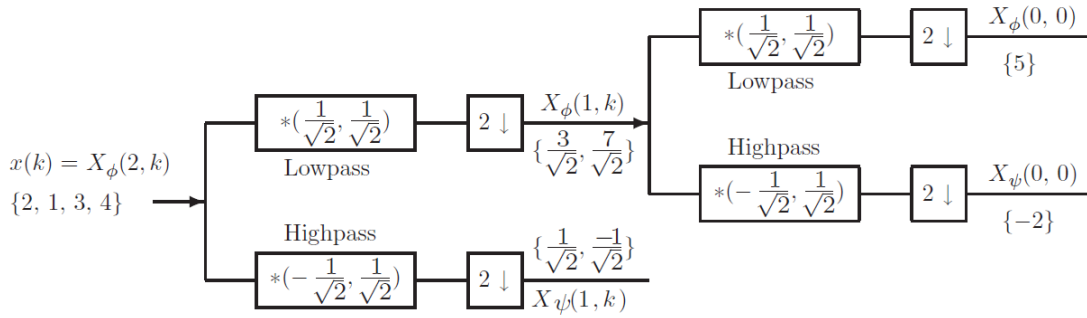 x(k) = X_ϕ(2, k)
{2, 1, 3, 4}
*(1/√2, 1/√2)
Lowpass
2 ↓
X_ϕ(1, k)
{3/√2, 7/√2}
Highpass
*(− 1/√2, 1/√2)
2 ↓
{1/√2, −1/√2}
X_ψ(1, k)
*(1/√2, 1/√2)
Lowpass
2 ↓
X_ϕ(0, 0)
{5}
Highpass
*(− 1/√2, 1/√2)
2 ↓
X_ψ(0, 0)
{−2}